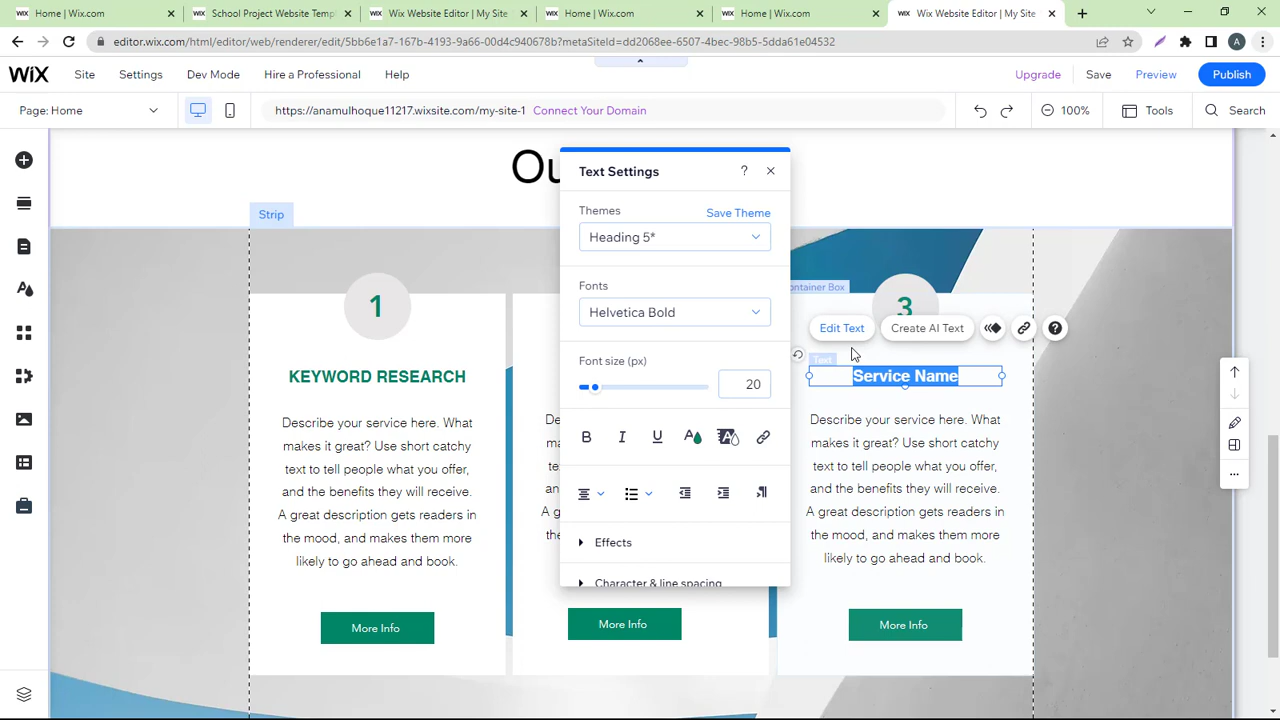 Home | Wix.com
School Project Website Templ
Wix Website Editor | My Site
Home | Wix.com
Home | Wix.com
Wix Website Editor | My Site
editor.wix.com/html/editor/web/renderer/edit/5bb6e1a7-167b-4193-9a66-00d4c940678b?metaSiteId=dd2068ee-6507-4bec-98b5-5dda61e04532
A
WiX
Site
Settings
Dev Mode
Hire a Professional
Help
Upgrade
Save
Preview
Publish
Page: Home
https://anamulhoque11217.wixsite.com/my-site-1 Connect Your Domain
100%
Tools
Search
Ou
Strip
Text Settings
?
Themes
Save Theme
Heading 5*
Fonts
Helvetica Bold
Font size (px)
20
B
I
U
Effects
Character & line spacing
1
KEYWORD RESEARCH
Describe your service here. What
makes it great? Use short catchy
text to tell people what you offer,
and the benefits they will receive.
A great description gets readers in
the mood, and makes them more
likely to go ahead and book.
More Info
More Info
ontainer Box
3
Edit Text
Create AI Text
?
Text
Service Name
Describe your service here. What
makes it great? Use short catchy
text to tell people what you offer,
and the benefits they will receive.
A great description gets readers in
the mood, and makes them more
likely to go ahead and book.
More Info